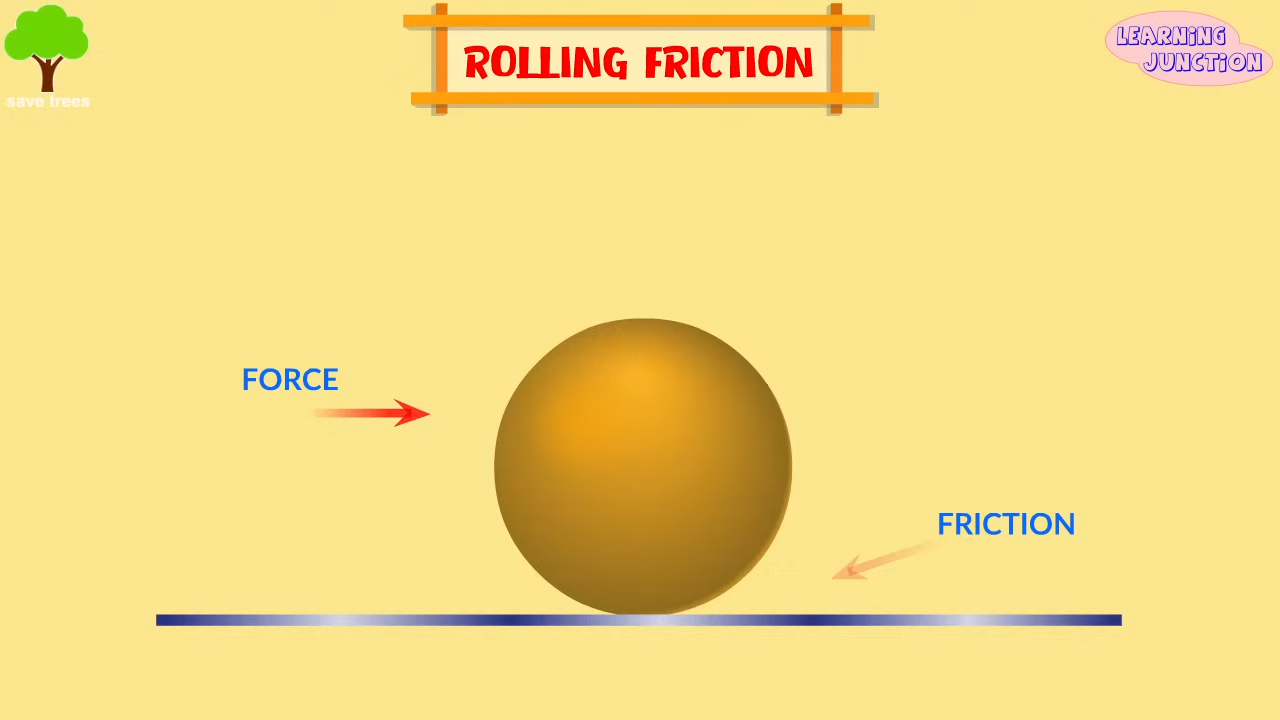 ROLLING FRICTION
LEARNING
JUNCTION
save trees
FORCE
FRICTION